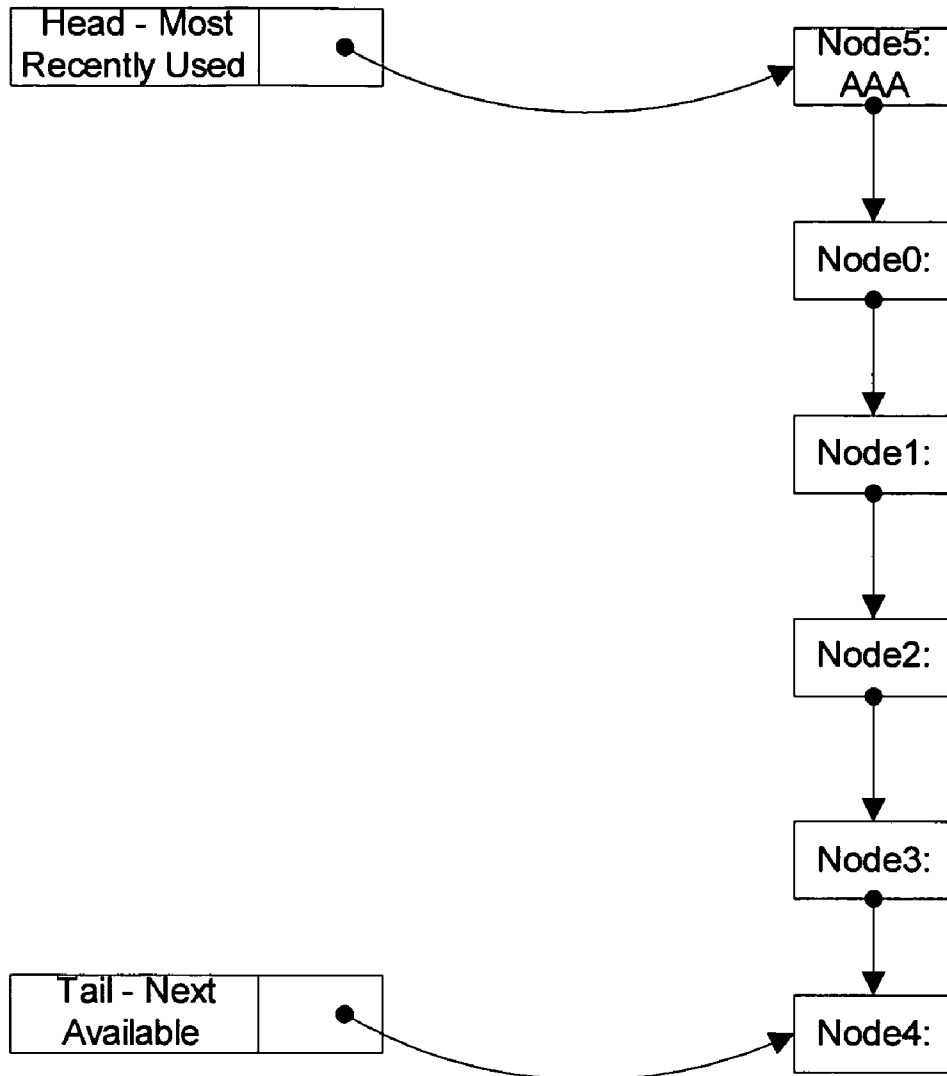 Head - Most
Recently Used
Node5:
AAA
Node0:
Node1:
Node2:
Node3:
Tail - Next
Available
Node4: